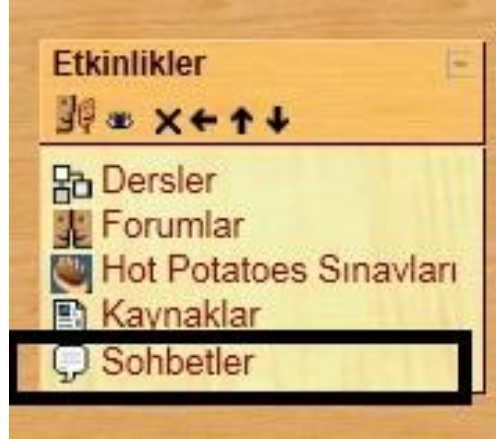 Etkinlikler
Dersler
Forumlar
Hot Potatoes Sınavları
Kaynaklar
Sohbetler